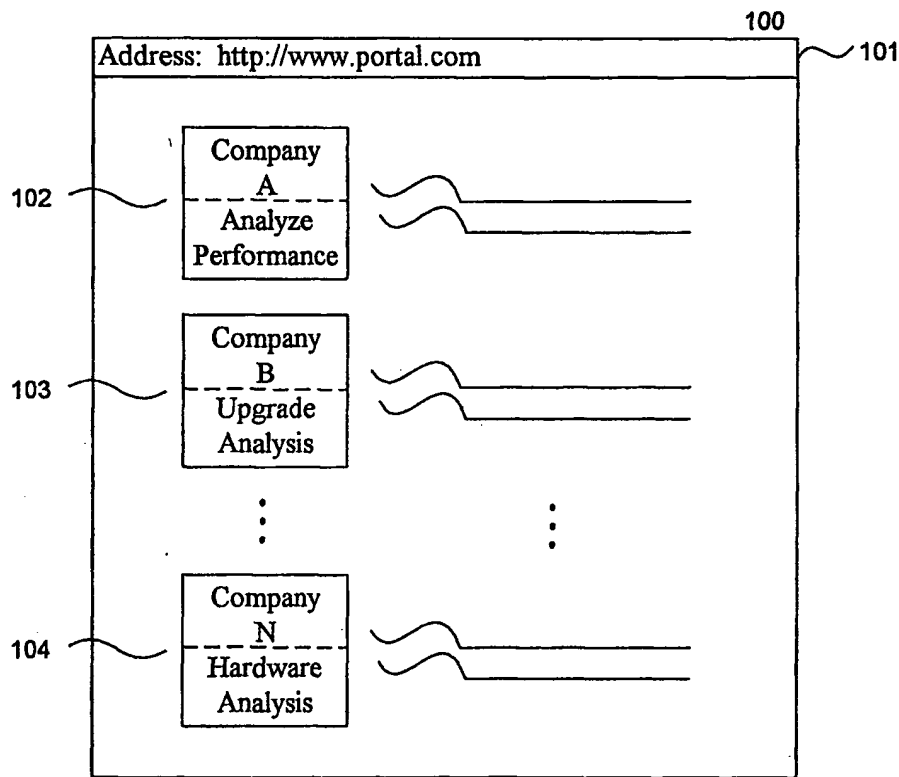 100
Address: http://www.portal.com
101
Company
A
102
Analyze
Performance
Company
B
103
Upgrade
Analysis
Company
N
104
Hardware
Analysis